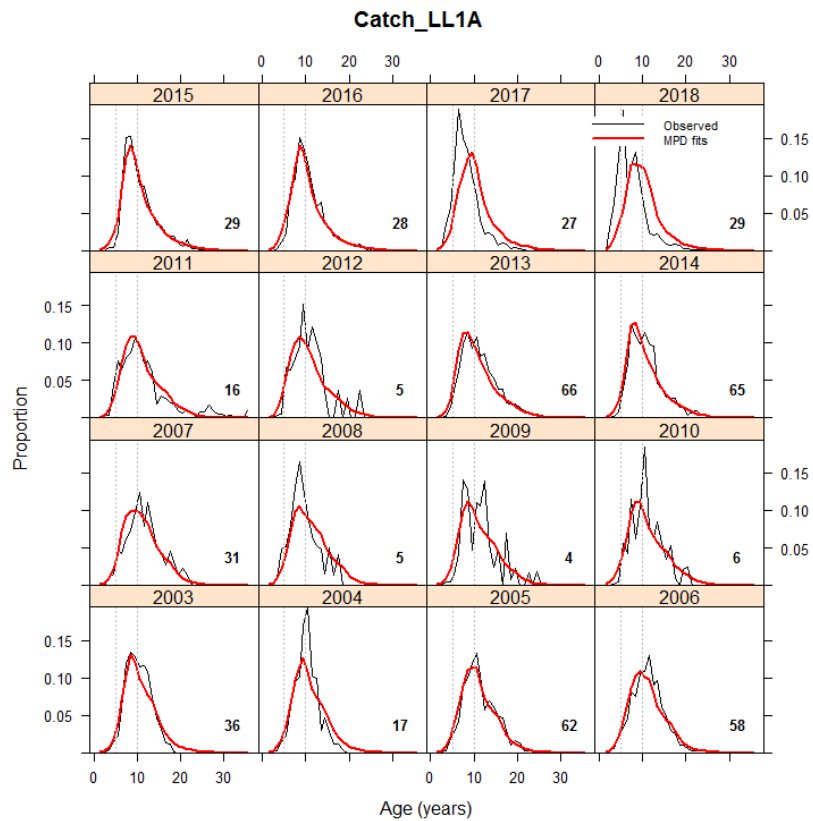 Catch_LL1A
0 10 20 30 0 10 20 30
2015 2016 2017 2018
Observed
MPD fits
0.15
0.10
0.05
29 28 27 29
2011 2012 2013 2014
0.15
0.10
0.05
16 5 66 65
2007 2008 2009 2010
0.15
0.10
0.05
31 5 4 6
2003 2004 2005 2006
0.15
0.10
0.05
36 17 62 58
0 10 20 30 0 10 20 30
Proportion
Age (years)